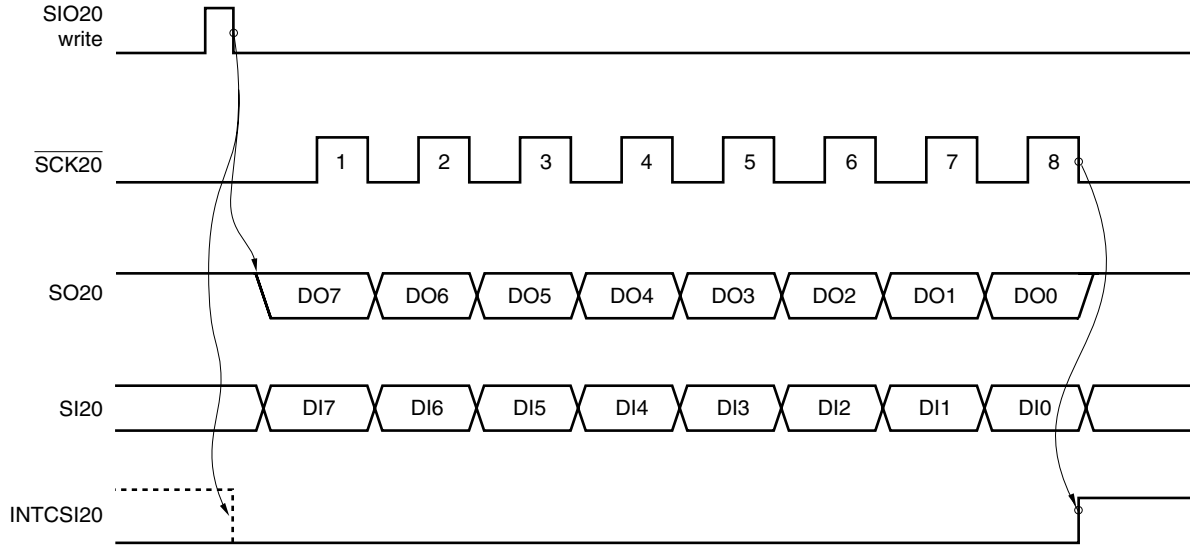 SIO20
write
SCK20
1 2 3 4 5 6 7 8
SO20
DO7 DO6 DO5 DO4 DO3 DO2 DO1 DO0
SI20
DI7 DI6 DI5 DI4 DI3 DI2 DI1 DI0
INTCSI20